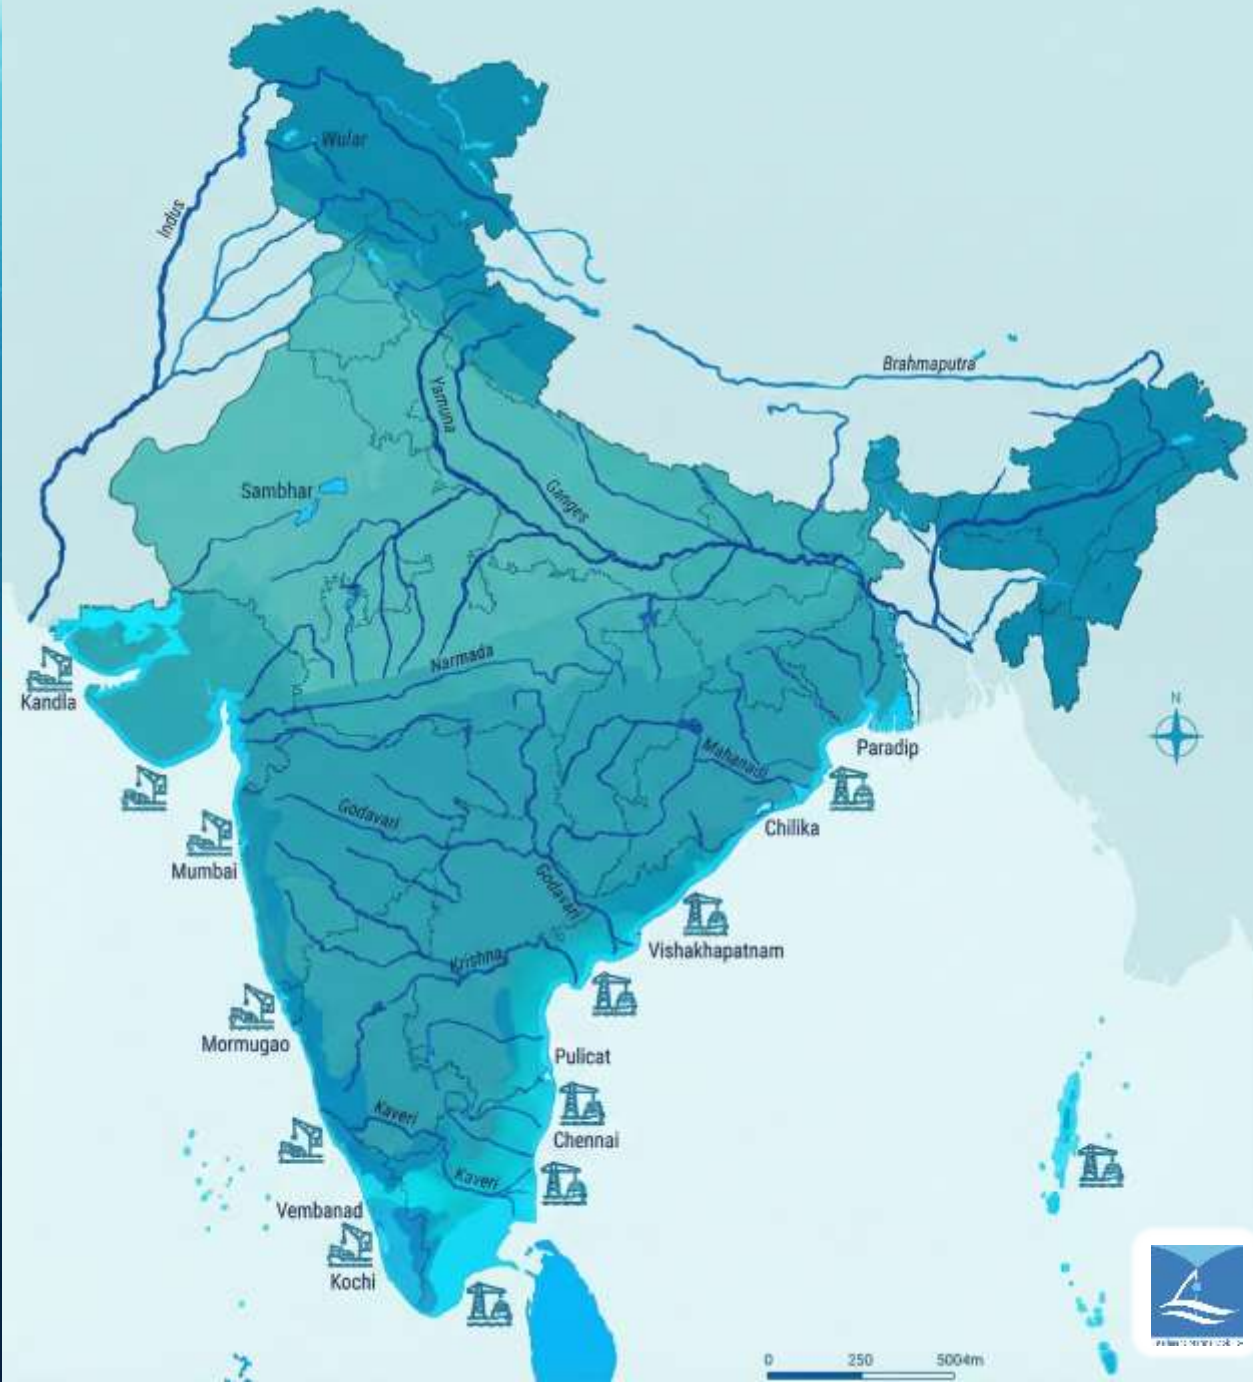 Wular
Indus
Brahmaputra
Yamuna
Sambhar
Ganges
Narmada
Kandla
Mahanadi
Paradip
Godavari
Chilika
Mumbai
Godavari
Vishakhapatnam
Krishna
Mormugao
Pulicat
Kaveri
Chennai
Kaveri
Vembanad
Kochi
N
0 250 5004m